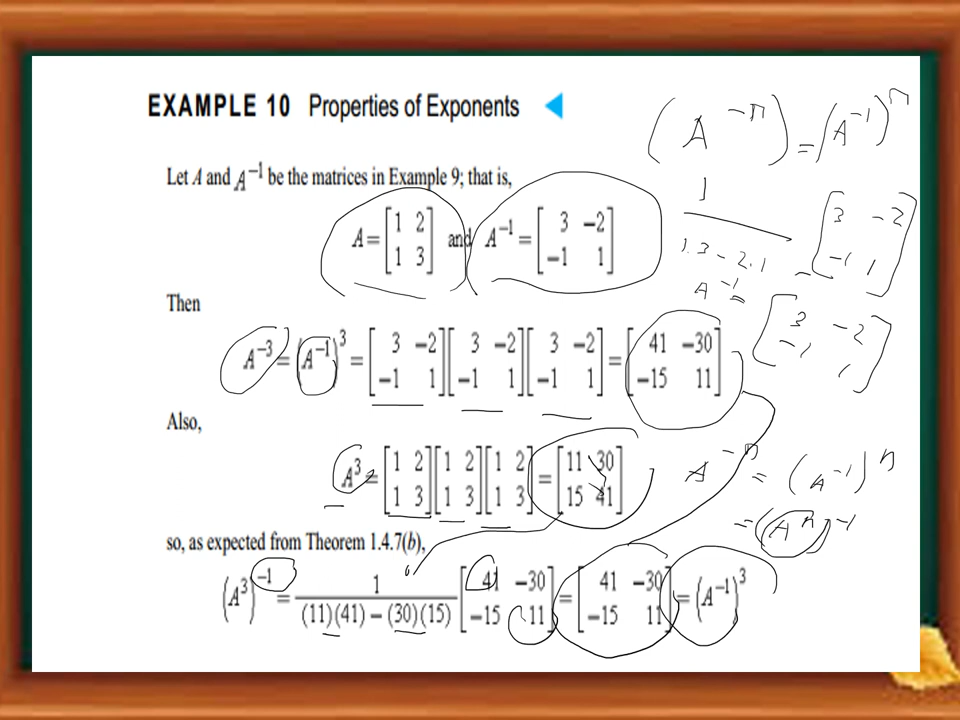 EXAMPLE 10 Properties of Exponents
Let A and A⁻¹ be the matrices in Example 9; that is,
A = [1 2; 1 3] and A⁻¹ = [3 −2; −1 1]
Then
A⁻³ = (A⁻¹)³ = [3 −2; −1 1][3 −2; −1 1][3 −2; −1 1] = [41 −30; −15 11]
Also,
A³ = [1 2; 1 3][1 2; 1 3][1 2; 1 3] = [11 30; 15 41]
so, as expected from Theorem 1.4.7(b),
(A³)⁻¹ = 1 / ((11)(41) − (30)(15)) [41 −30; −15 11] = [41 −30; −15 11] = (A⁻¹)³
(A⁻ⁿ) = (A⁻¹)ⁿ
1 / (1.3 − 2.1) [3 −2; −1 1]
A⁻¹ = [3 −2; −1 1]
A⁻ⁿ = (A⁻¹)ⁿ
= (Aⁿ)⁻¹